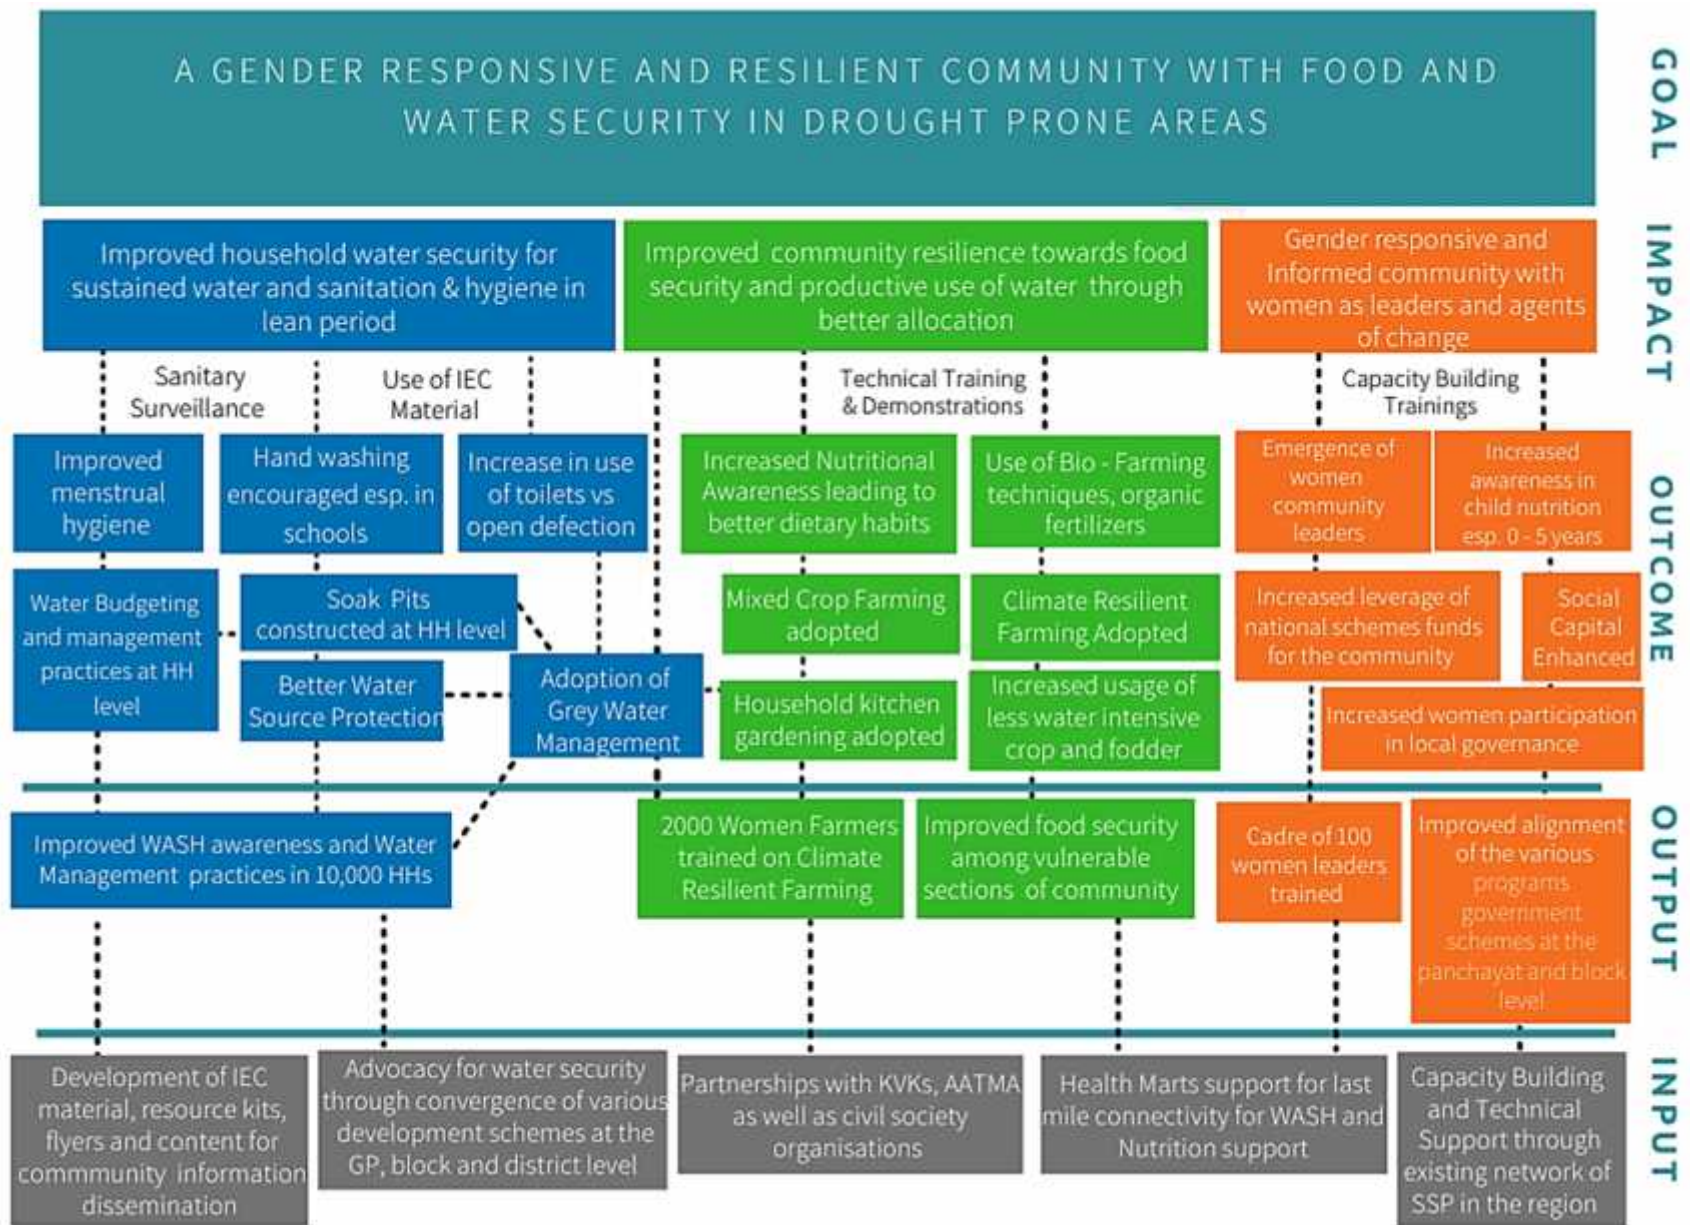 A GENDER RESPONSIVE AND RESILIENT COMMUNITY WITH FOOD AND
WATER SECURITY IN DROUGHT PRONE AREAS
GOAL
Improved household water security for
sustained water and sanitation & hygiene in
lean period
Improved community resilience towards food
security and productive use of water through
better allocation
Gender responsive and
Informed community with
women as leaders and agents
of change
IMPACT
Sanitary
Surveillance
Use of IEC
Material
Technical Training
& Demonstrations
Capacity Building
Trainings
Improved
menstrual
hygiene
Hand washing
encouraged esp. in
schools
Increase in use
of toilets vs
open defection
Increased Nutritional
Awareness leading to
better dietary habits
Use of Bio - Farming
techniques, organic
fertilizers
Emergence of
women
community
leaders
Increased
awareness in
child nutrition
esp. 0 - 5 years
OUTCOME
Water Budgeting
and management
practices at HH
level
Soak Pits
constructed at HH level
Better Water
Source Protection
Adoption of
Grey Water
Management
Mixed Crop Farming
adopted
Household kitchen
gardening adopted
Climate Resilient
Farming Adopted
Increased usage of
less water intensive
crop and fodder
Increased leverage of
national schemes funds
for the community
Social
Capital
Enhanced
Increased women participation
in local governance
Improved WASH awareness and Water
Management practices in 10,000 HHs
2000 Women Farmers
trained on Climate
Resilient Farming
Improved food security
among vulnerable
sections of community
Cadre of 100
women leaders
trained
Improved alignment
of the various
programs
government
schemes at the
panchayat and block
level
OUTPUT
Development of IEC
material, resource kits,
flyers and content for
commmunity information
dissemination
Advocacy for water security
through convergence of various
development schemes at the
GP, block and district level
Partnerships with KVKs, AATMA
as well as civil society
organisations
Health Marts support for last
mile connectivity for WASH and
Nutrition support
Capacity Building
and Technical
Support through
existing network of
SSP in the region
INPUT